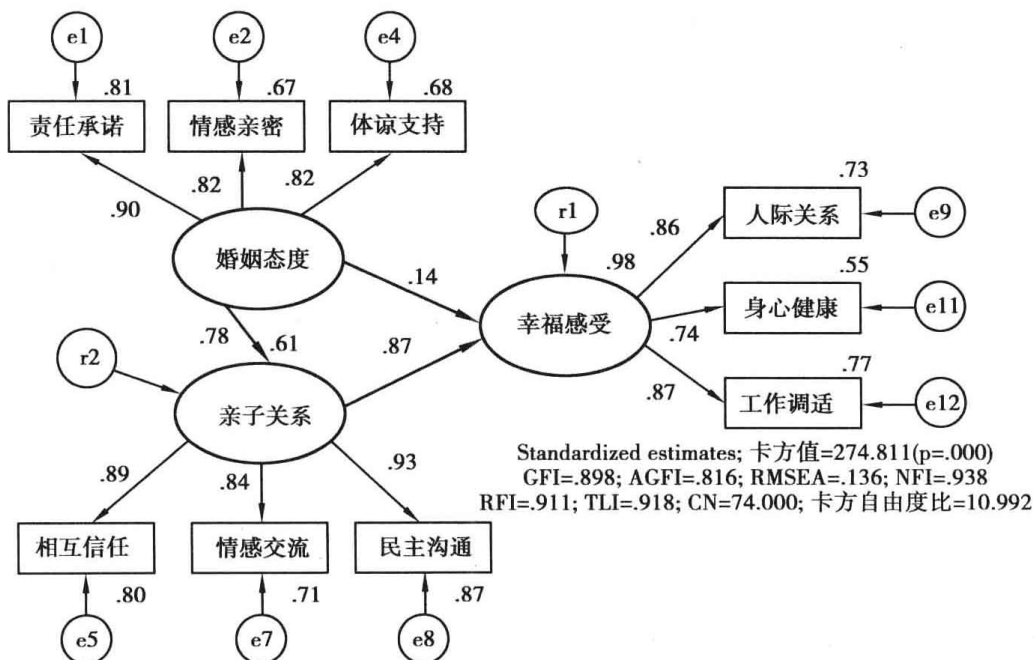 e1
e2
e4
.81
.67
.68
责任承诺
情感亲密
体谅支持
.90
.82
.82
婚姻态度
r1
.98
.86
.73
人际关系
e9
.14
幸福感受
.55
身心健康
e11
.74
.78
.61
.87
r2
亲子关系
.87
.77
工作调适
e12
.89
.84
.93
Standardized estimates; 卡方值=274.811(p=.000)
GFI=.898; AGFI=.816; RMSEA=.136; NFI=.938
RFI=.911; TLI=.918; CN=74.000; 卡方自由度比=10.992
相互信任
情感交流
民主沟通
.80
.71
.87
e5
e7
e8